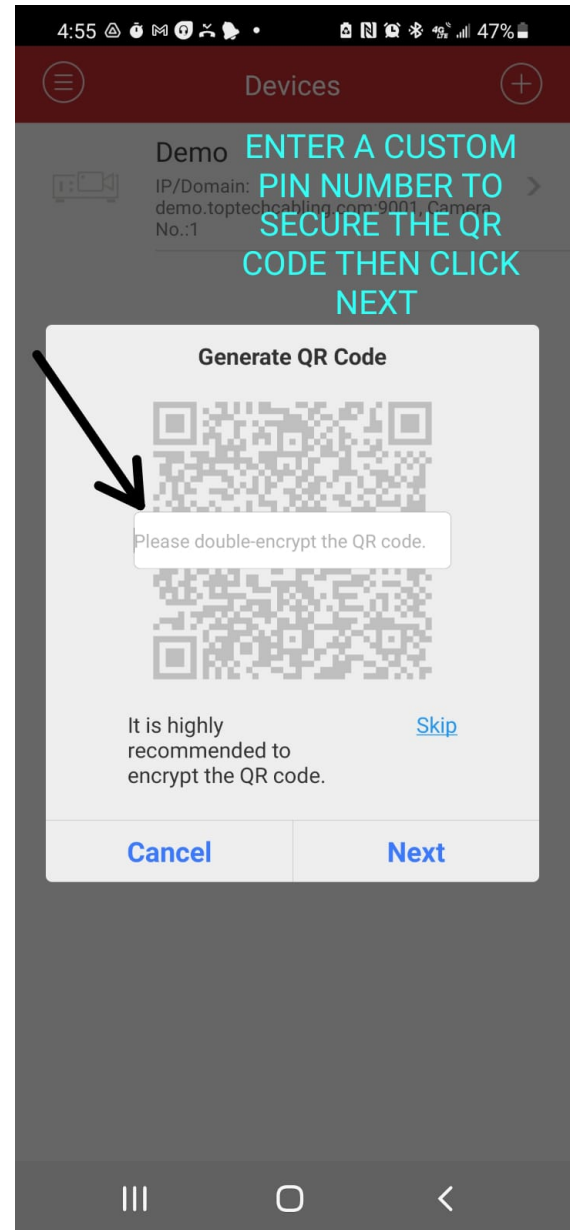 4:55 47%
Devices
Demo
IP/Domain:
demo.toptechcabling.com:9001, Camera
No.:1
ENTER A CUSTOM
PIN NUMBER TO
SECURE THE QR
CODE THEN CLICK
NEXT
Generate QR Code
Please double-encrypt the QR code.
It is highly
recommended to
encrypt the QR code.
Skip
Cancel
Next